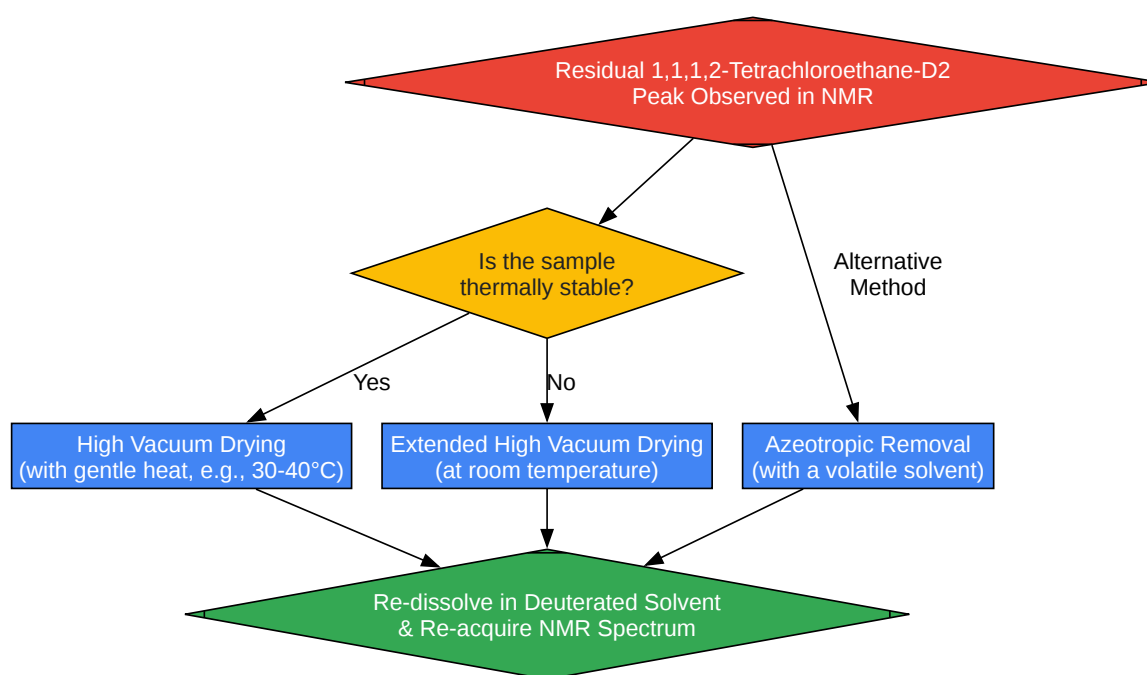 Residual 1,1,1,2-Tetrachloroethane-D2
Peak Observed in NMR
Is the sample
thermally stable?
Alternative
Method
Yes
No
High Vacuum Drying
(with gentle heat, e.g., 30-40°C)
Extended High Vacuum Drying
(at room temperature)
Azeotropic Removal
(with a volatile solvent)
Re-dissolve in Deuterated Solvent
& Re-acquire NMR Spectrum